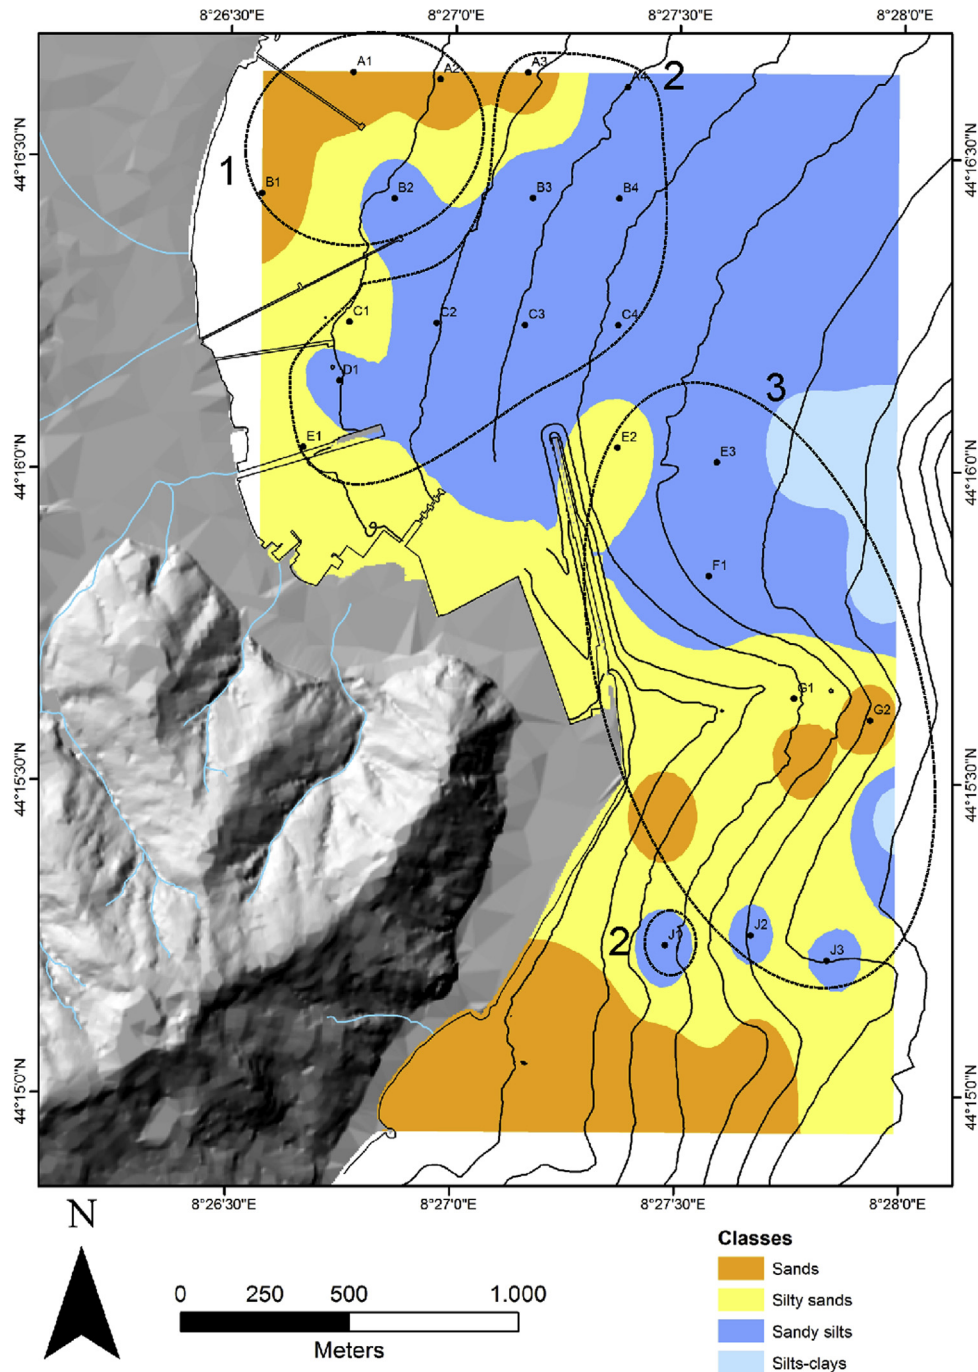 8°26'30"E 8°27'0"E 8°27'30"E 8°28'0"E
A1 A2 A3 A4 2
44°16'30"N 44°16'30"N
1 B1 B2 B3 B4
C1 C2 C3 C4
D1 3
E1 E2 E3
44°16'0"N 44°16'0"N
F1
G1 G2
44°15'30"N 44°15'30"N
2 J1 J2 J3
44°15'0"N 44°15'0"N
8°26'30"E 8°27'0"E 8°27'30"E 8°28'0"E
N
0 250 500 1.000
Meters
Classes
Sands
Silty sands
Sandy silts
Silts-clays